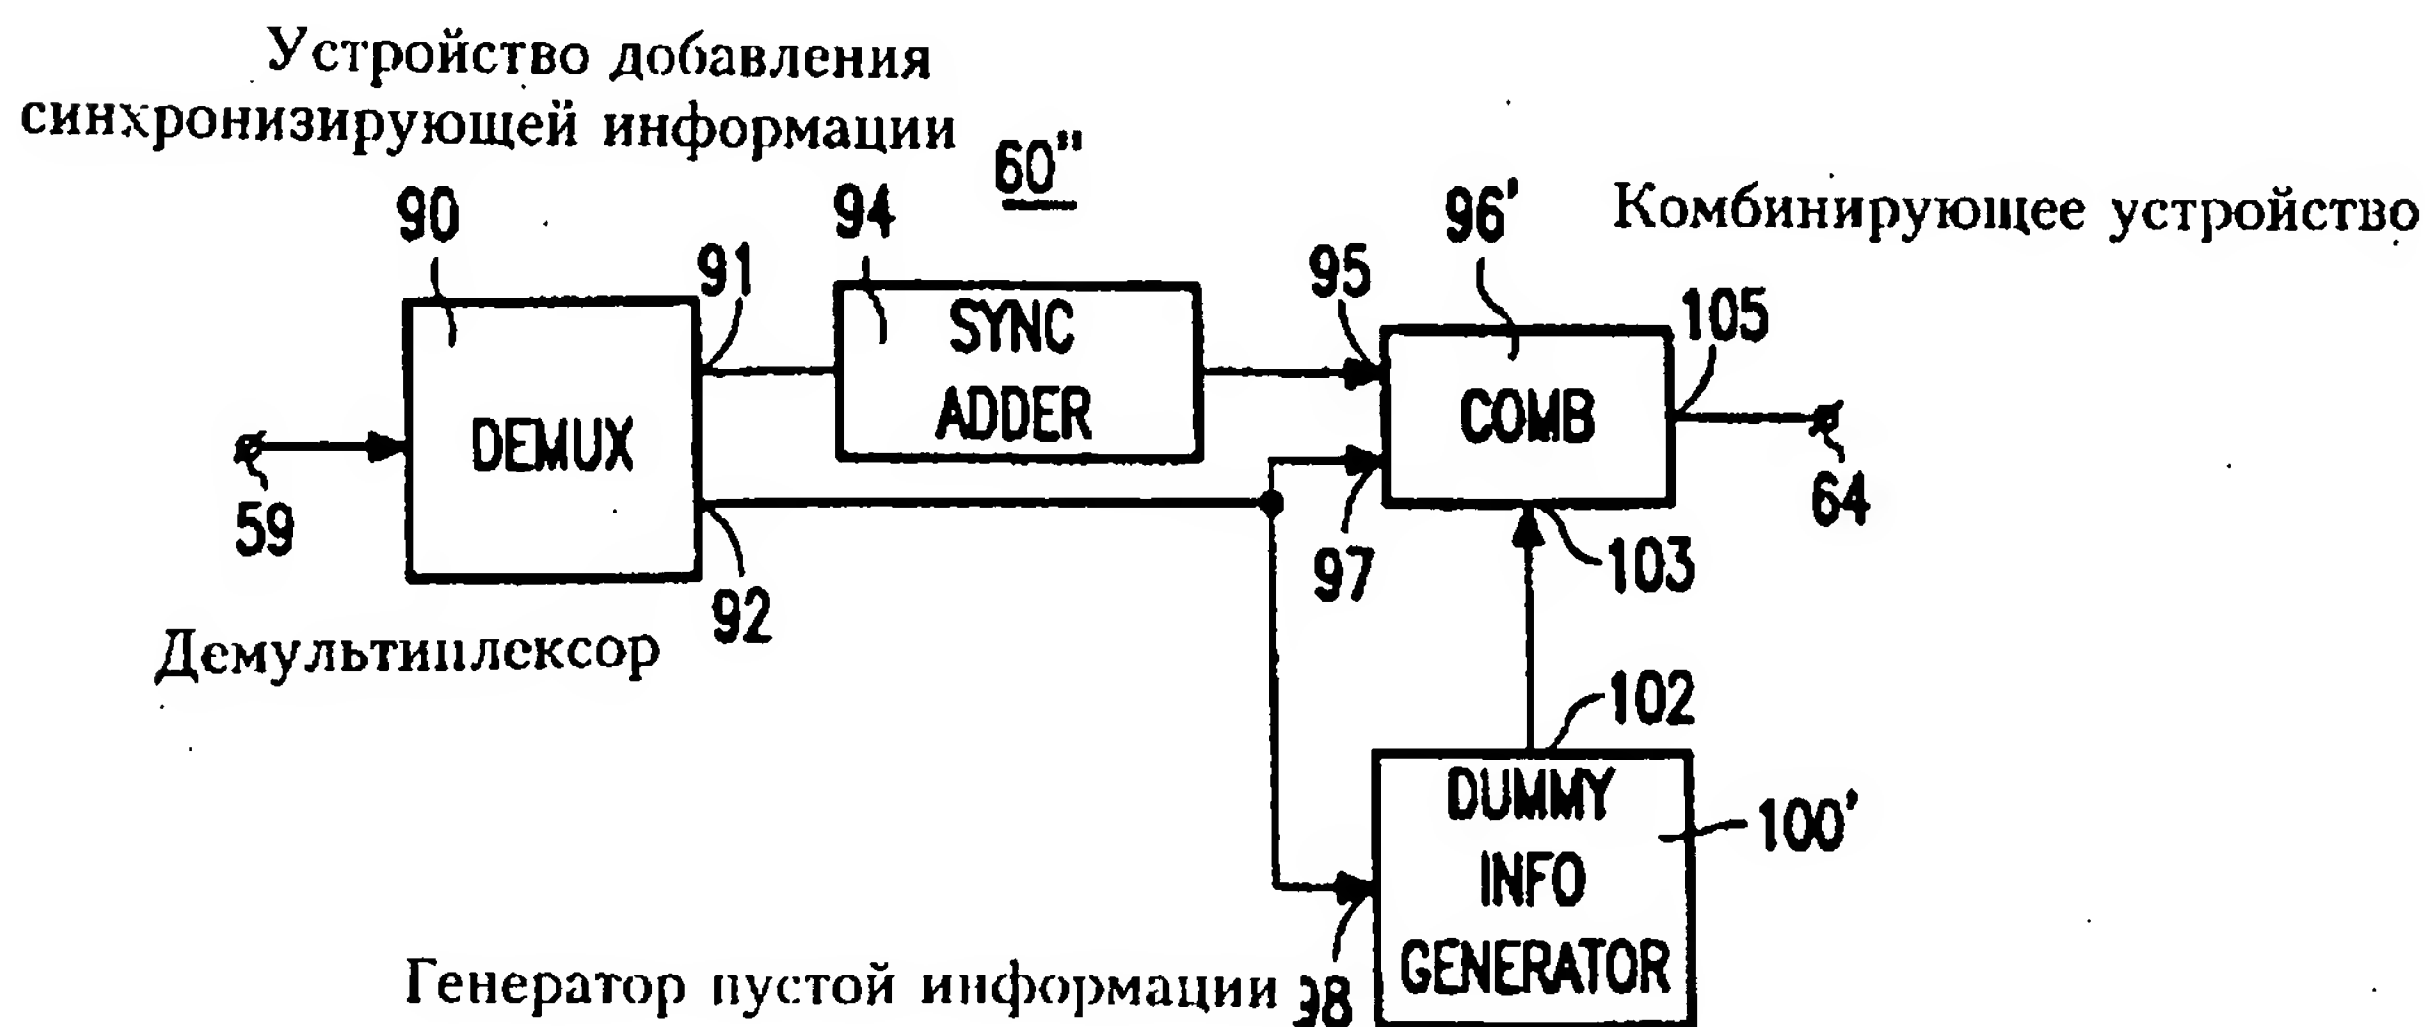 Устройство добавления
синхронизирующей информации
60"
90
94
96'
Комбинирующее устройство
91
95
105
SYNC
ADDER
COMB
DEMUX
59
64
97
103
92
Демультиплексор
102
DUMMY
INFO
GENERATOR
100'
Генератор пустой информации
98